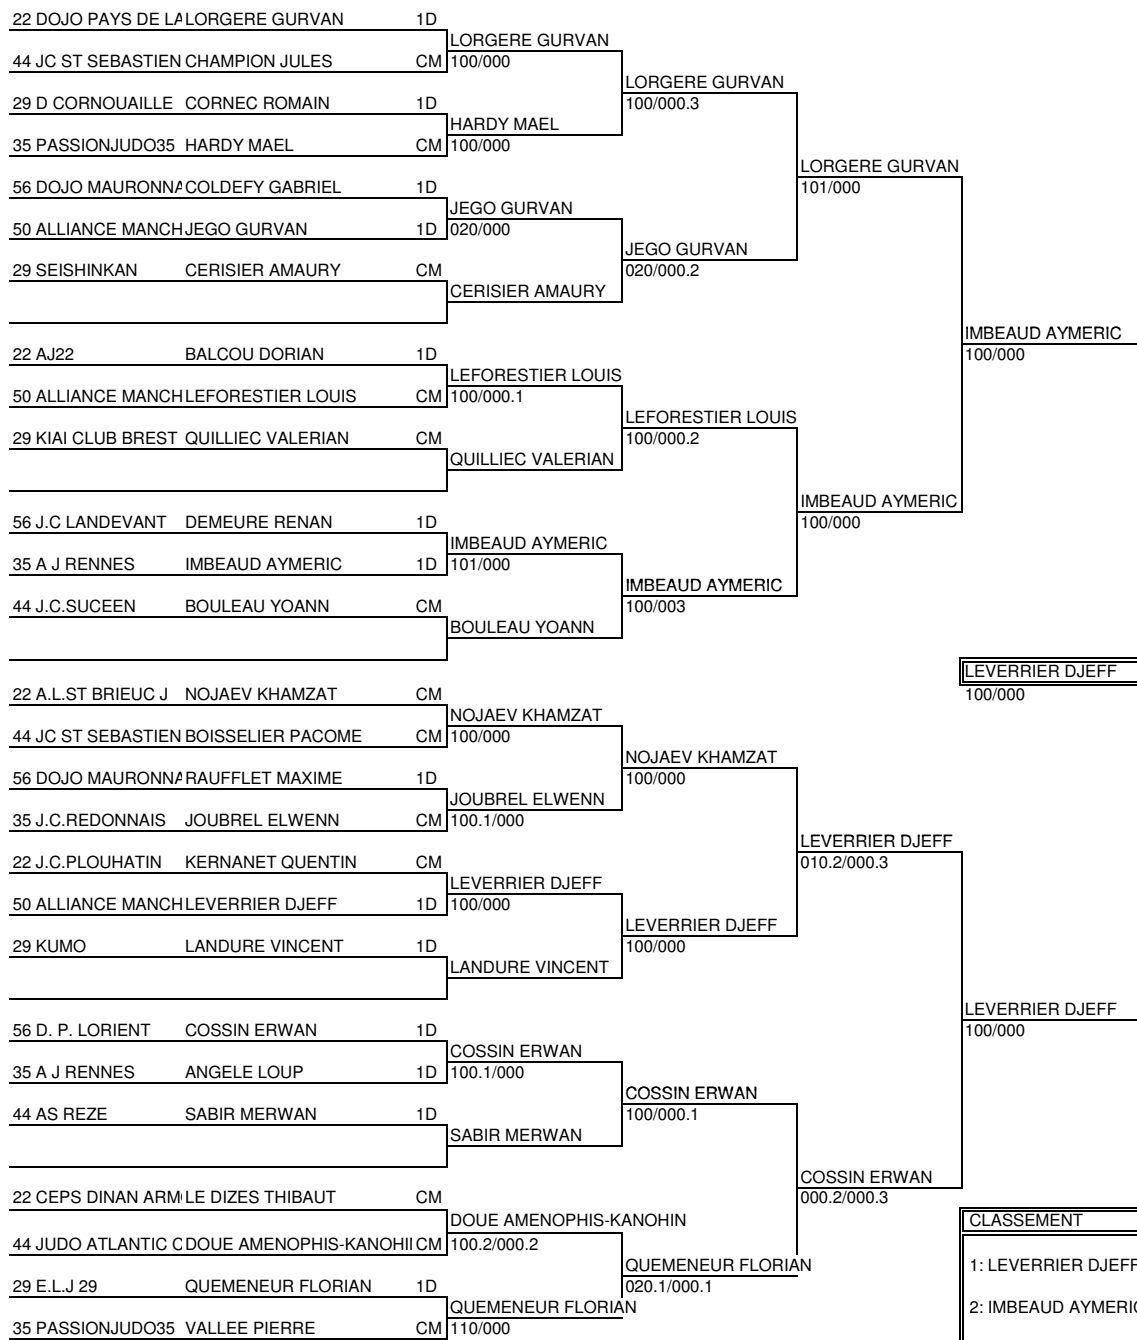 22 DOJO PAYS DE LA LORGERE GURVAN 1D
LORGERE GURVAN
44 JC ST SEBASTIEN CHAMPION JULES CM 100/000
LORGERE GURVAN
29 D CORNOUAILLE CORNEC ROMAIN 1D 100/000.3
HARDY MAEL
35 PASSIONJUDO35 HARDY MAEL CM 100/000
LORGERE GURVAN
56 DOJO MAURONNA COLDEFY GABRIEL 1D 101/000
JEGO GURVAN
50 ALLIANCE MANCH JEGO GURVAN 1D 020/000
JEGO GURVAN
29 SEISHINKAN CERISIER AMAURY CM 020/000.2
CERISIER AMAURY
IMBEAUD AYMERIC
22 AJ22 BALCOU DORIAN 1D 100/000
LEFORESTIER LOUIS
50 ALLIANCE MANCH LEFORESTIER LOUIS CM 100/000.1
LEFORESTIER LOUIS
29 KIAI CLUB BREST QUILLIEC VALERIAN CM 100/000.2
QUILLIEC VALERIAN
IMBEAUD AYMERIC
56 J.C LANDEVANT DEMEURE RENAN 1D 100/000
IMBEAUD AYMERIC
35 A J RENNES IMBEAUD AYMERIC 1D 101/000
IMBEAUD AYMERIC
44 J.C.SUCEEN BOULEAU YOANN CM 100/003
BOULEAU YOANN
LEVERRIER DJEFF
22 A.L.ST BRIEUC J NOJAEV KHAMZAT CM 100/000
NOJAEV KHAMZAT
44 JC ST SEBASTIEN BOISSELIER PACOME CM 100/000
NOJAEV KHAMZAT
56 DOJO MAURONNA RAUFFLET MAXIME 1D 100/000
JOUBREL ELWENN
35 J.C.REDONNAIS JOUBREL ELWENN CM 100.1/000
LEVERRIER DJEFF
22 J.C.PLOUHATIN KERNANET QUENTIN CM 010.2/000.3
LEVERRIER DJEFF
50 ALLIANCE MANCH LEVERRIER DJEFF 1D 100/000
LEVERRIER DJEFF
29 KUMO LANDURE VINCENT 1D 100/000
LANDURE VINCENT
LEVERRIER DJEFF
56 D. P. LORIENT COSSIN ERWAN 1D 100/000
COSSIN ERWAN
35 A J RENNES ANGELE LOUP 1D 100.1/000
COSSIN ERWAN
44 AS REZE SABIR MERWAN 1D 100/000.1
SABIR MERWAN
COSSIN ERWAN
22 CEPS DINAN ARM LE DIZES THIBAUT CM 000.2/000.3
DOUE AMENOPHIS-KANOHIN CLASSEMENT
44 JUDO ATLANTIC C DOUE AMENOPHIS-KANOHI CM 100.2/000.2
QUEMENEUR FLORIAN 1: LEVERRIER DJEFF
29 E.L.J 29 QUEMENEUR FLORIAN 1D 020.1/000.1
QUEMENEUR FLORIAN 2: IMBEAUD AYMERIC
35 PASSIONJUDO35 VALLEE PIERRE CM 110/000